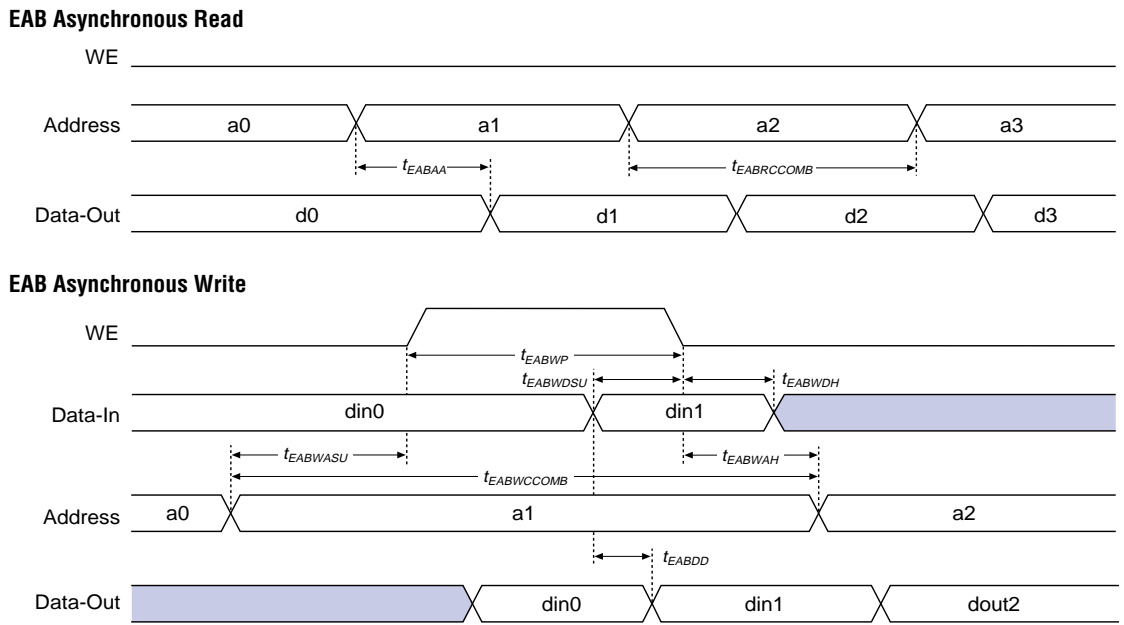 EAB Asynchronous Read
WE
Address a0 a1 a2 a3
tEABAA tEABRCCOMB
Data-Out d0 d1 d2 d3
EAB Asynchronous Write
WE
tEABWP
tEABWDSU tEABWDH
Data-In din0 din1
tEABWASU tEABWAH
tEABWCCOMB
Address a0 a1 a2
tEABDD
Data-Out din0 din1 dout2